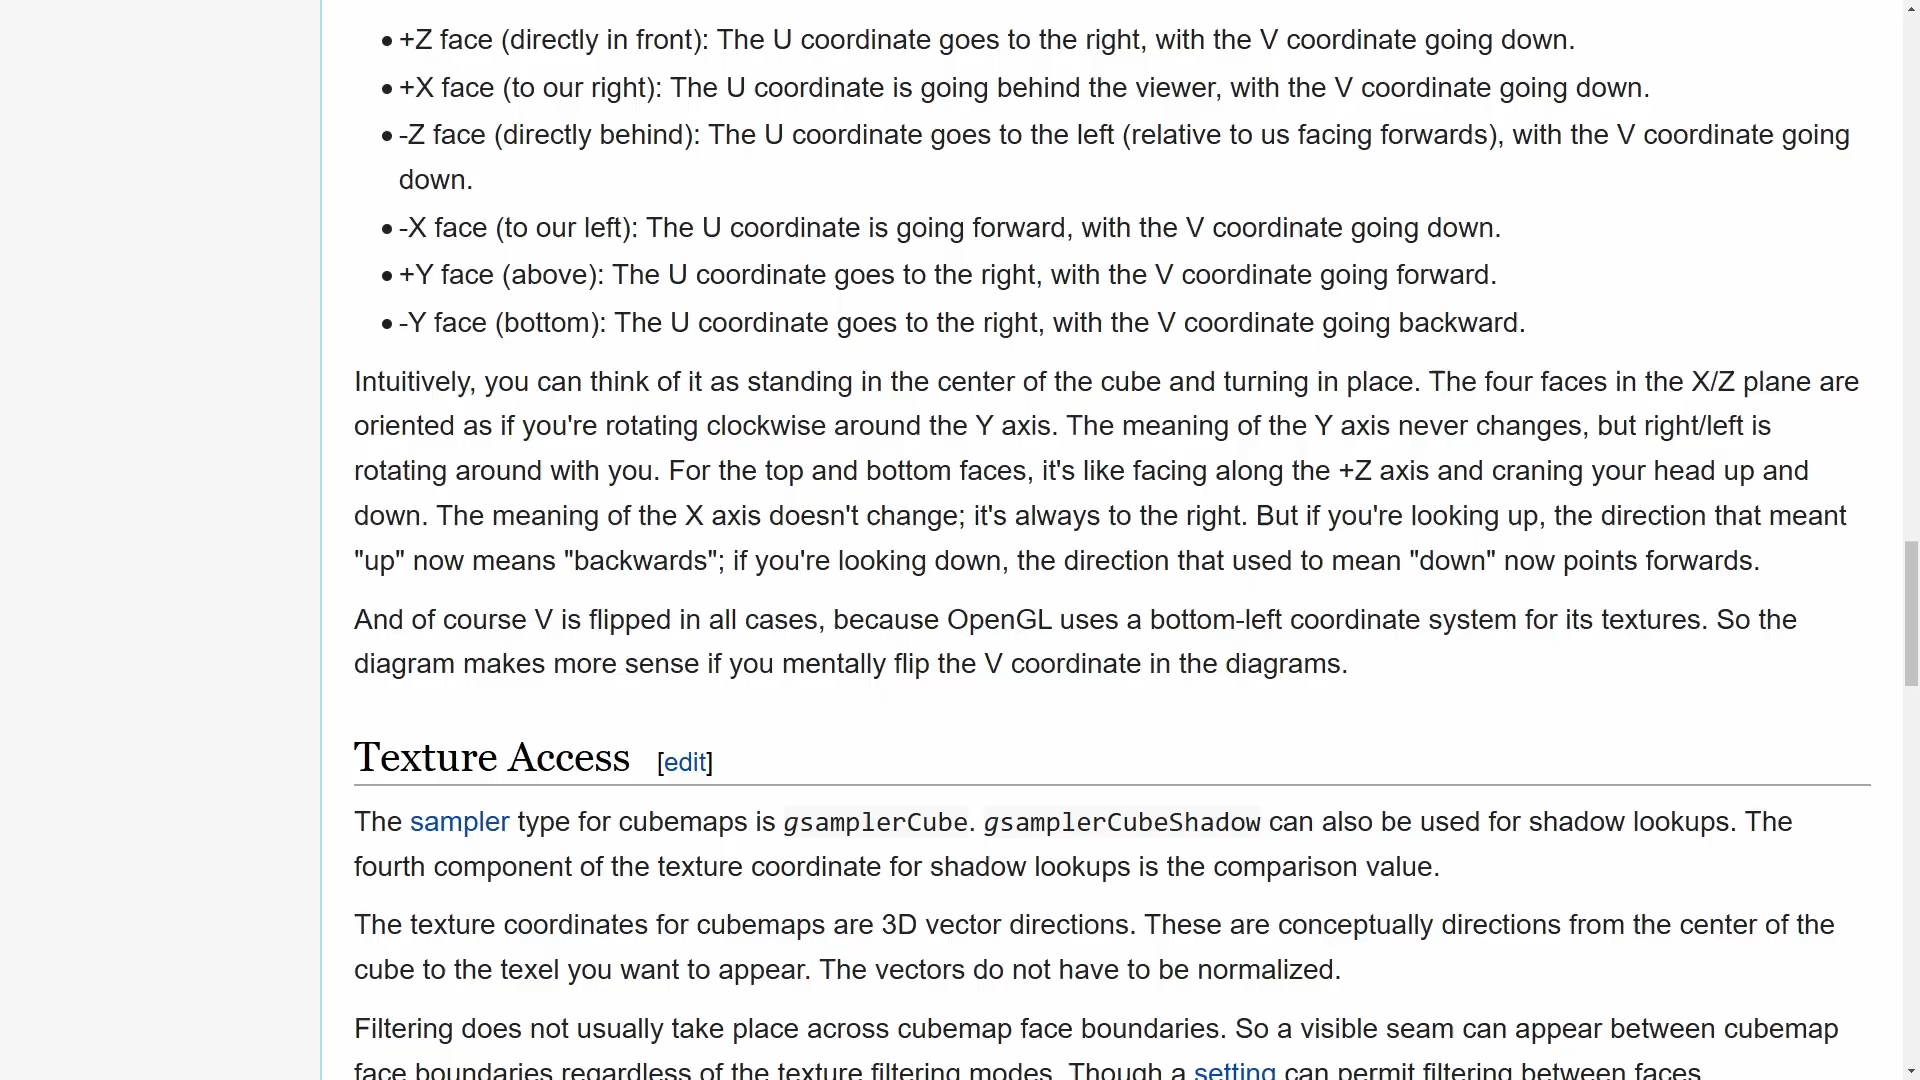 • +Z face (directly in front): The U coordinate goes to the right, with the V coordinate going down.
• +X face (to our right): The U coordinate is going behind the viewer, with the V coordinate going down.
• -Z face (directly behind): The U coordinate goes to the left (relative to us facing forwards), with the V coordinate going
down.
• -X face (to our left): The U coordinate is going forward, with the V coordinate going down.
• +Y face (above): The U coordinate goes to the right, with the V coordinate going forward.
• -Y face (bottom): The U coordinate goes to the right, with the V coordinate going backward.
Intuitively, you can think of it as standing in the center of the cube and turning in place. The four faces in the X/Z plane are
oriented as if you're rotating clockwise around the Y axis. The meaning of the Y axis never changes, but right/left is
rotating around with you. For the top and bottom faces, it's like facing along the +Z axis and craning your head up and
down. The meaning of the X axis doesn't change; it's always to the right. But if you're looking up, the direction that meant
"up" now means "backwards"; if you're looking down, the direction that used to mean "down" now points forwards.
And of course V is flipped in all cases, because OpenGL uses a bottom-left coordinate system for its textures. So the
diagram makes more sense if you mentally flip the V coordinate in the diagrams.
Texture Access [edit]
The sampler type for cubemaps is gsamplerCube. gsamplerCubeShadow can also be used for shadow lookups. The
fourth component of the texture coordinate for shadow lookups is the comparison value.
The texture coordinates for cubemaps are 3D vector directions. These are conceptually directions from the center of the
cube to the texel you want to appear. The vectors do not have to be normalized.
Filtering does not usually take place across cubemap face boundaries. So a visible seam can appear between cubemap
face boundaries regardless of the texture filtering modes. Though a setting can permit filtering between faces.